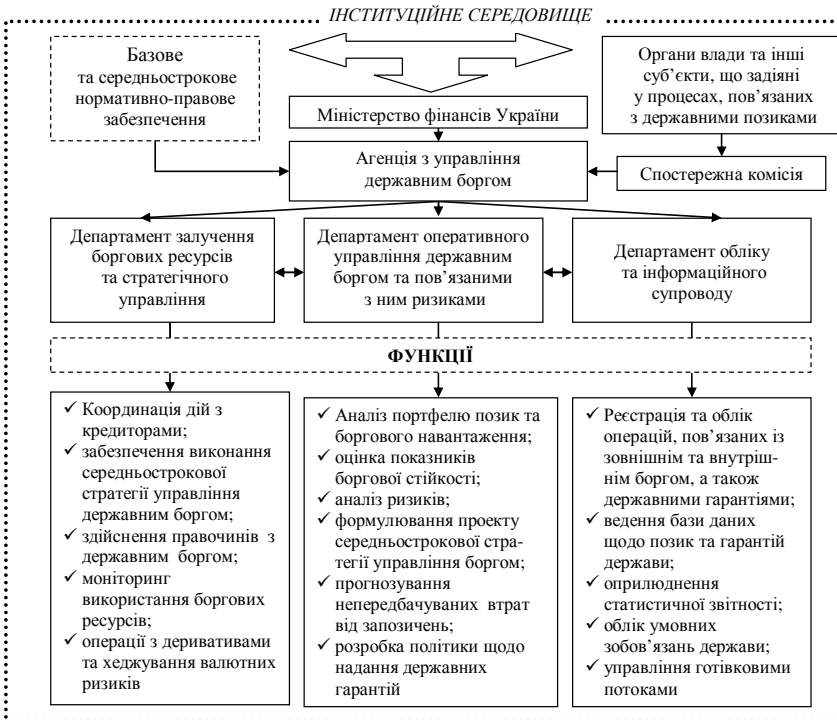 ІНСТИТУЦІЙНЕ СЕРЕДОВИЩЕ
Базове
та середньострокове
нормативно-правове
забезпечення
Органи влади та інші
суб’єкти, що задіяні
у процесах, пов’язаних
з державними позиками
Міністерство фінансів України
Агенція з управління
державним боргом
Спостережна комісія
Департамент залучення
боргових ресурсів
та стратегічного
управління
Департамент оперативного
управління державним
боргом та пов’язаними
з ним ризиками
Департамент обліку
та інформаційного
супроводу
ФУНКЦІЇ
✓ Координація дій з
кредиторами;
✓ забезпечення виконання
середньострокової
стратегії управління
державним боргом;
✓ здійснення правочинів з
державним боргом;
✓ моніторинг
використання боргових
ресурсів;
✓ операції з деривативами
та хеджування валютних
ризиків
✓ Аналіз портфелю позик та
боргового навантаження;
✓ оцінка показників
боргової стійкості;
✓ аналіз ризиків;
✓ формулювання проекту
середньострокової стра-
тегії управління боргом;
✓ прогнозування
непередбачуваних втрат
від запозичень;
✓ розробка політики щодо
надання державних
гарантій
✓ Реєстрація та облік
операцій, пов’язаних із
зовнішнім та внутріш-
нім боргом, а також
державними гарантіями;
✓ ведення бази даних
щодо позик та гарантій
держави;
✓ оприлюднення
статистичної звітності;
✓ облік умовних
зобов’язань держави;
✓ управління готівковими
потоками